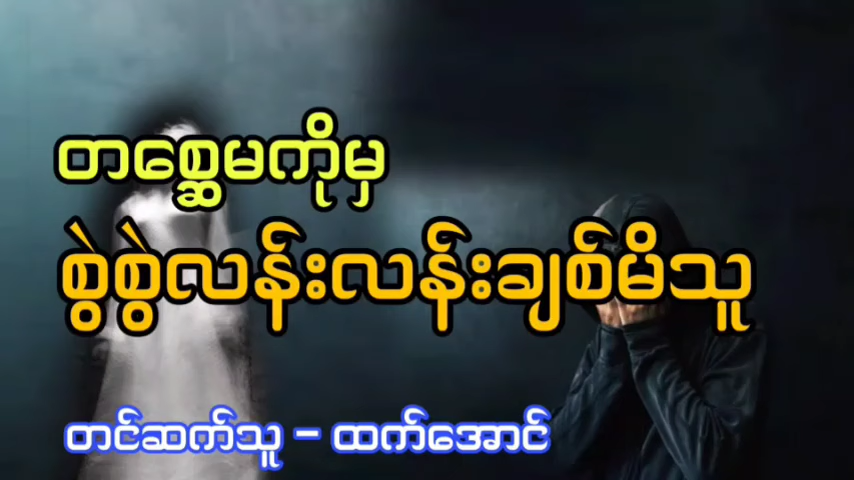 တစ္ဆေမကိုမှ
စွဲစွဲလန်းလန်းချစ်မိသူ
တင်ဆက်သူ - ထက်အောင်